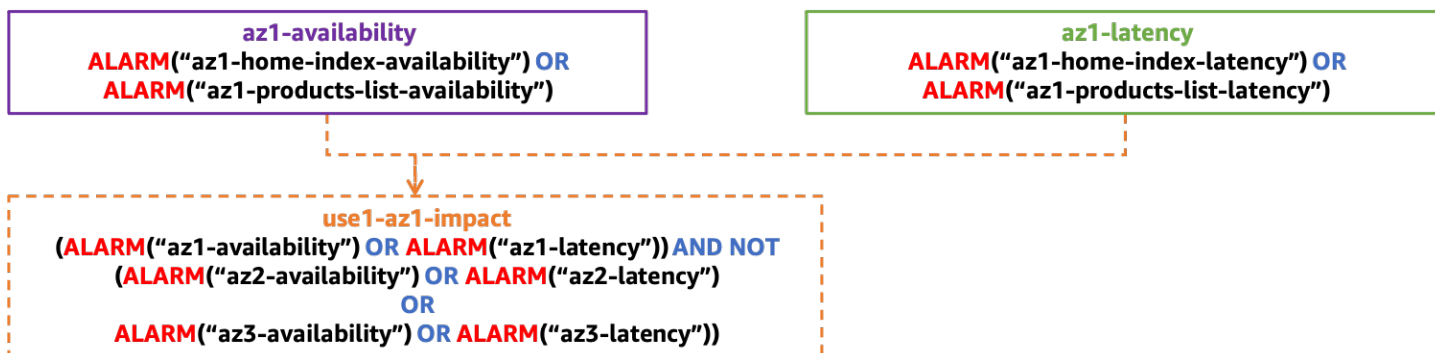 az1-availability
ALARM(“az1-home-index-availability”) OR
ALARM(“az1-products-list-availability”)
az1-latency
ALARM(“az1-home-index-latency”) OR
ALARM(“az1-products-list-latency”)
use1-az1-impact
(ALARM(“az1-availability”) OR ALARM(“az1-latency”)) AND NOT
(ALARM(“az2-availability”) OR ALARM(“az2-latency”)
OR
ALARM(“az3-availability”) OR ALARM(“az3-latency”))